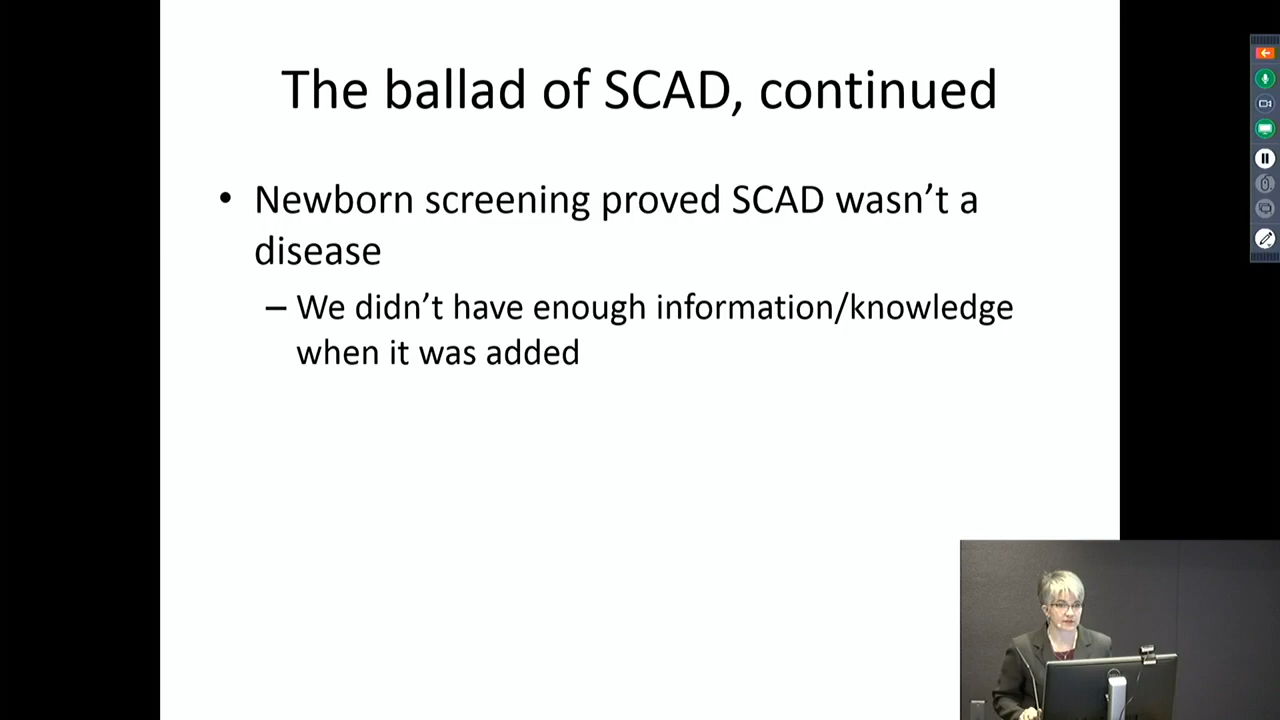 The ballad of SCAD, continued
• Newborn screening proved SCAD wasn’t a
disease
– We didn’t have enough information/knowledge
when it was added